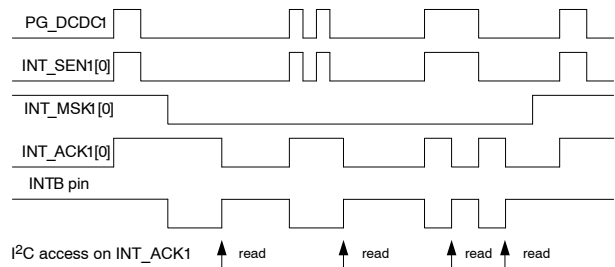 PG_DCDC1
INT_SEN1[0]
INT_MSK1[0]
INT_ACK1[0]
INTB pin
I²C access on INT_ACK1 read read read read